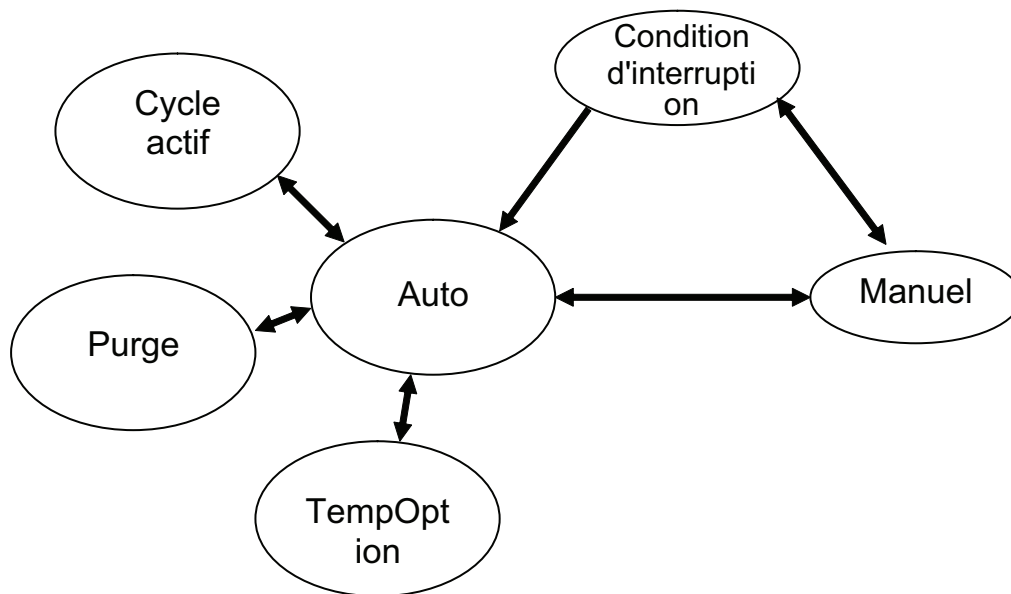 Cycle
actif
Condition
d'interrupti
on
Auto
Manuel
Purge
TempOpt
ion